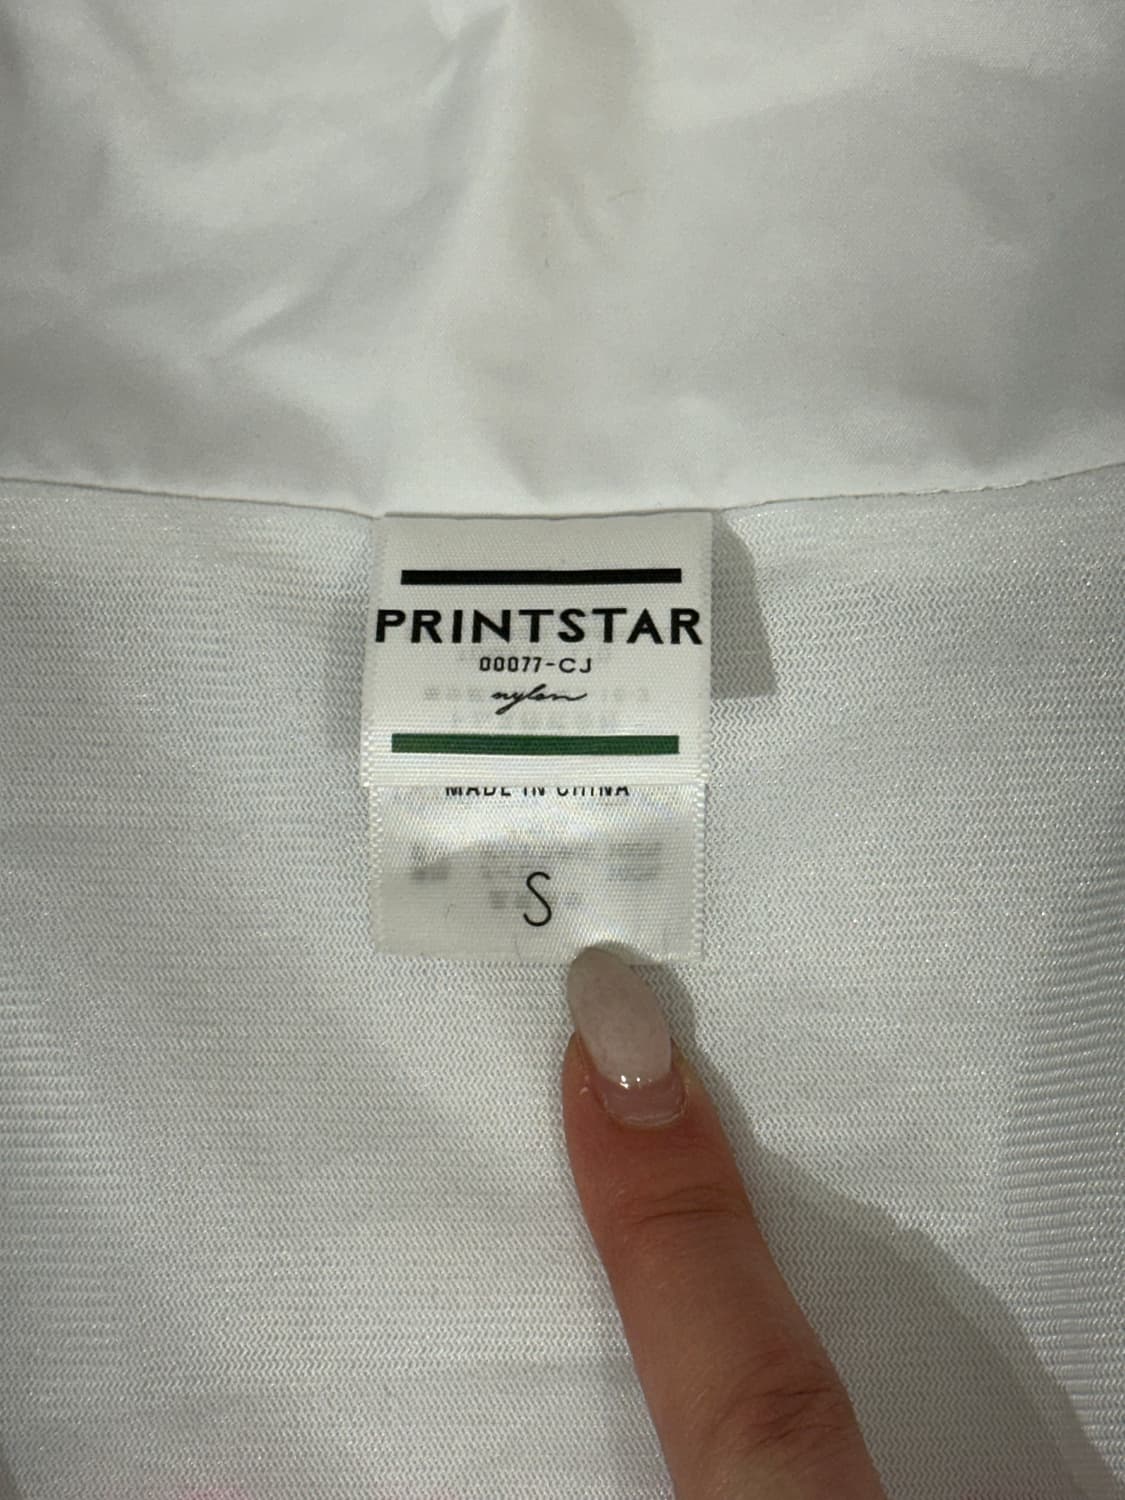 PRINTSTAR
00077-CJ
nylon
MADE IN CHINA
S